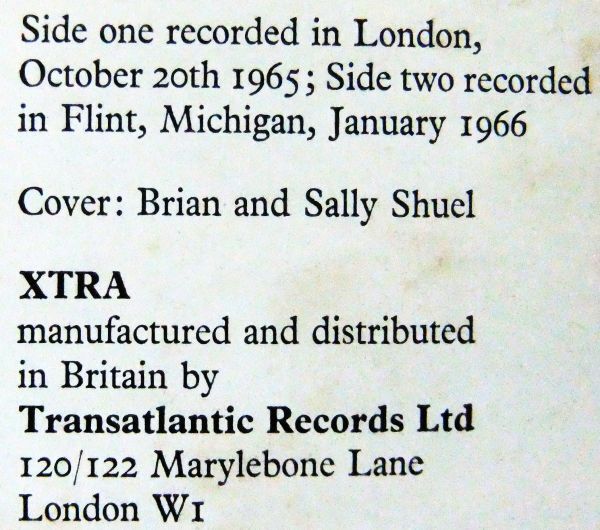 Side one recorded in London,
October 20th 1965; Side two recorded
in Flint, Michigan, January 1966
Cover: Brian and Sally Shuel
XTRA
manufactured and distributed
in Britain by
Transatlantic Records Ltd
120/122 Marylebone Lane
London W1